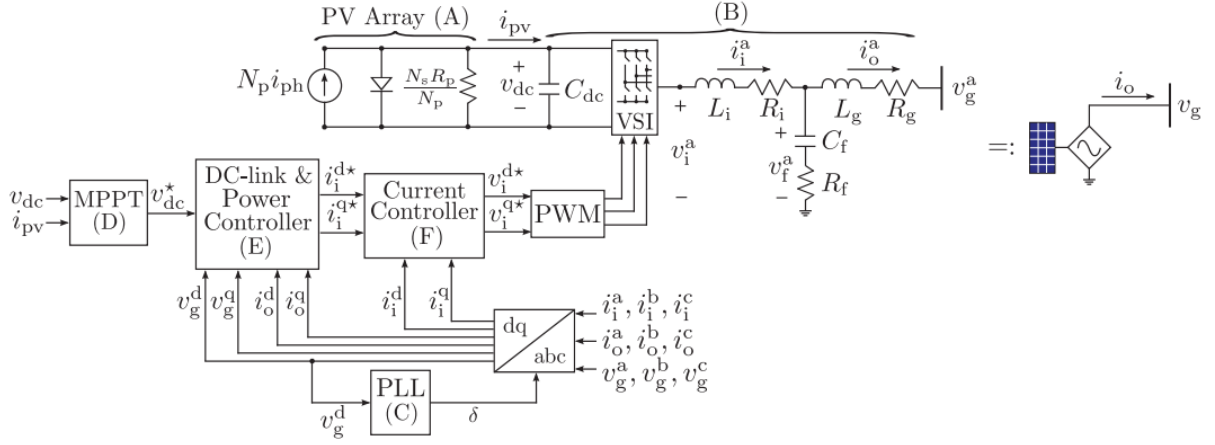 PV Array (A)
i_pv
(B)
N_p i_ph
N_s R_p
N_p
+
v_dc
−
C_dc
VSI
i_i^a
i_o^a
+
v_i^a
−
L_i
R_i
L_g
R_g
v_g^a
+
v_f^a
−
C_f
R_f
=:
i_o
v_g
v_dc
i_pv
MPPT
(D)
v_dc^⋆
DC-link &
Power
Controller
(E)
i_i^d⋆
i_i^q⋆
Current
Controller
(F)
v_i^d⋆
v_i^q⋆
PWM
v_g^d
v_g^q
i_o^d
i_o^q
i_i^d
i_i^q
dq
abc
i_i^a, i_i^b, i_i^c
i_o^a, i_o^b, i_o^c
v_g^a, v_g^b, v_g^c
v_g^d
PLL
(C)
δ